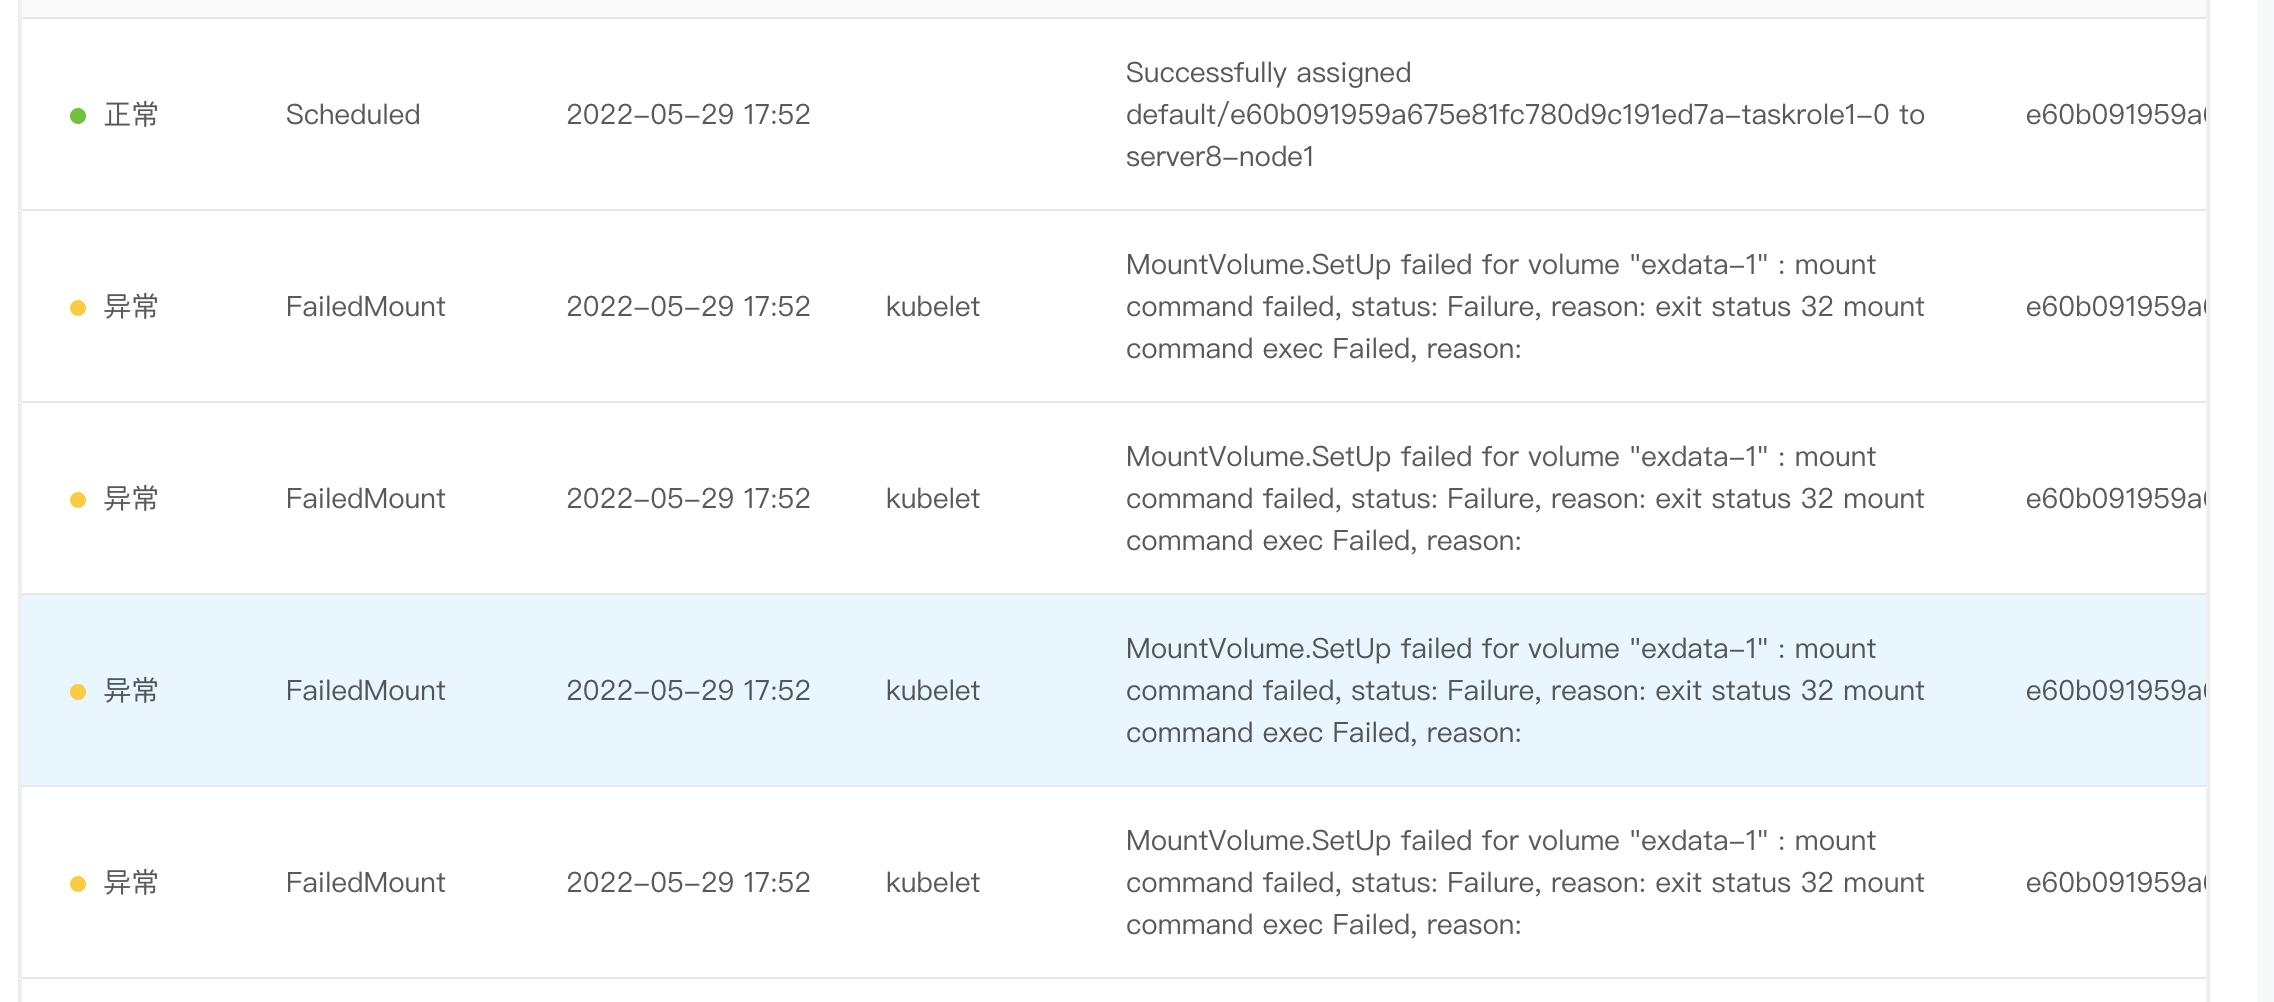 Successfully assigned
正常 Scheduled 2022-05-29 17:52 default/e60b091959a675e81fc780d9c191ed7a-taskrole1-0 to e60b091959a
server8-node1
MountVolume.SetUp failed for volume "exdata-1" : mount
异常 FailedMount 2022-05-29 17:52 kubelet command failed, status: Failure, reason: exit status 32 mount e60b091959a
command exec Failed, reason:
MountVolume.SetUp failed for volume "exdata-1" : mount
异常 FailedMount 2022-05-29 17:52 kubelet command failed, status: Failure, reason: exit status 32 mount e60b091959a
command exec Failed, reason:
MountVolume.SetUp failed for volume "exdata-1" : mount
异常 FailedMount 2022-05-29 17:52 kubelet command failed, status: Failure, reason: exit status 32 mount e60b091959a
command exec Failed, reason:
MountVolume.SetUp failed for volume "exdata-1" : mount
异常 FailedMount 2022-05-29 17:52 kubelet command failed, status: Failure, reason: exit status 32 mount e60b091959a
command exec Failed, reason: